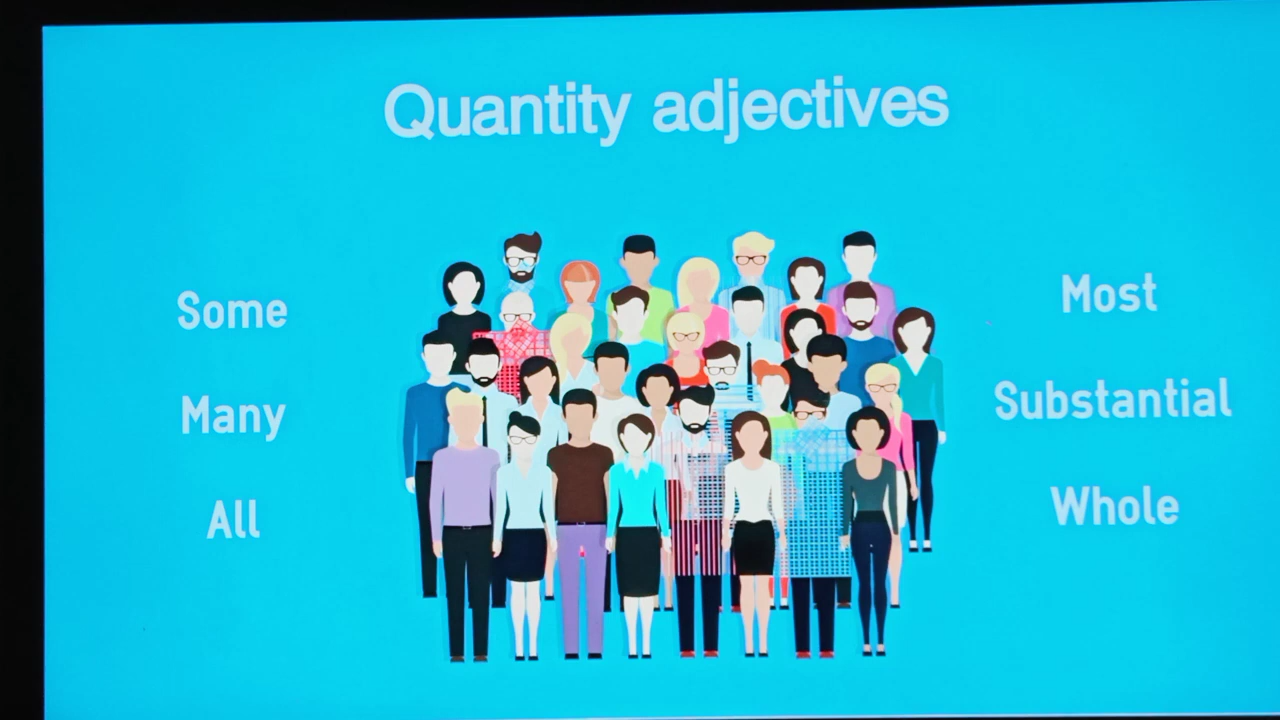 Quantity adjectives
Some
Many
All
Most
Substantial
Whole